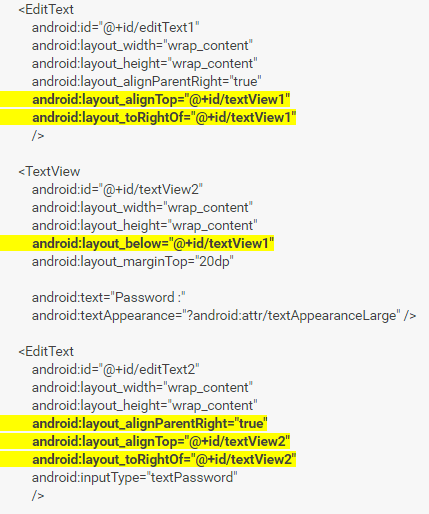 <EditText
android:id="@+id/editText1"
android:layout_width="wrap_content"
android:layout_height="wrap_content"
android:layout_alignParentRight="true"
android:layout_alignTop="@+id/textView1"
android:layout_toRightOf="@+id/textView1"
/>
<TextView
android:id="@+id/textView2"
android:layout_width="wrap_content"
android:layout_height="wrap_content"
android:layout_below="@+id/textView1"
android:layout_marginTop="20dp"
android:text="Password :"
android:textAppearance="?android:attr/textAppearanceLarge" />
<EditText
android:id="@+id/editText2"
android:layout_width="wrap_content"
android:layout_height="wrap_content"
android:layout_alignParentRight="true"
android:layout_alignTop="@+id/textView2"
android:layout_toRightOf="@+id/textView2"
android:inputType="textPassword"
/>